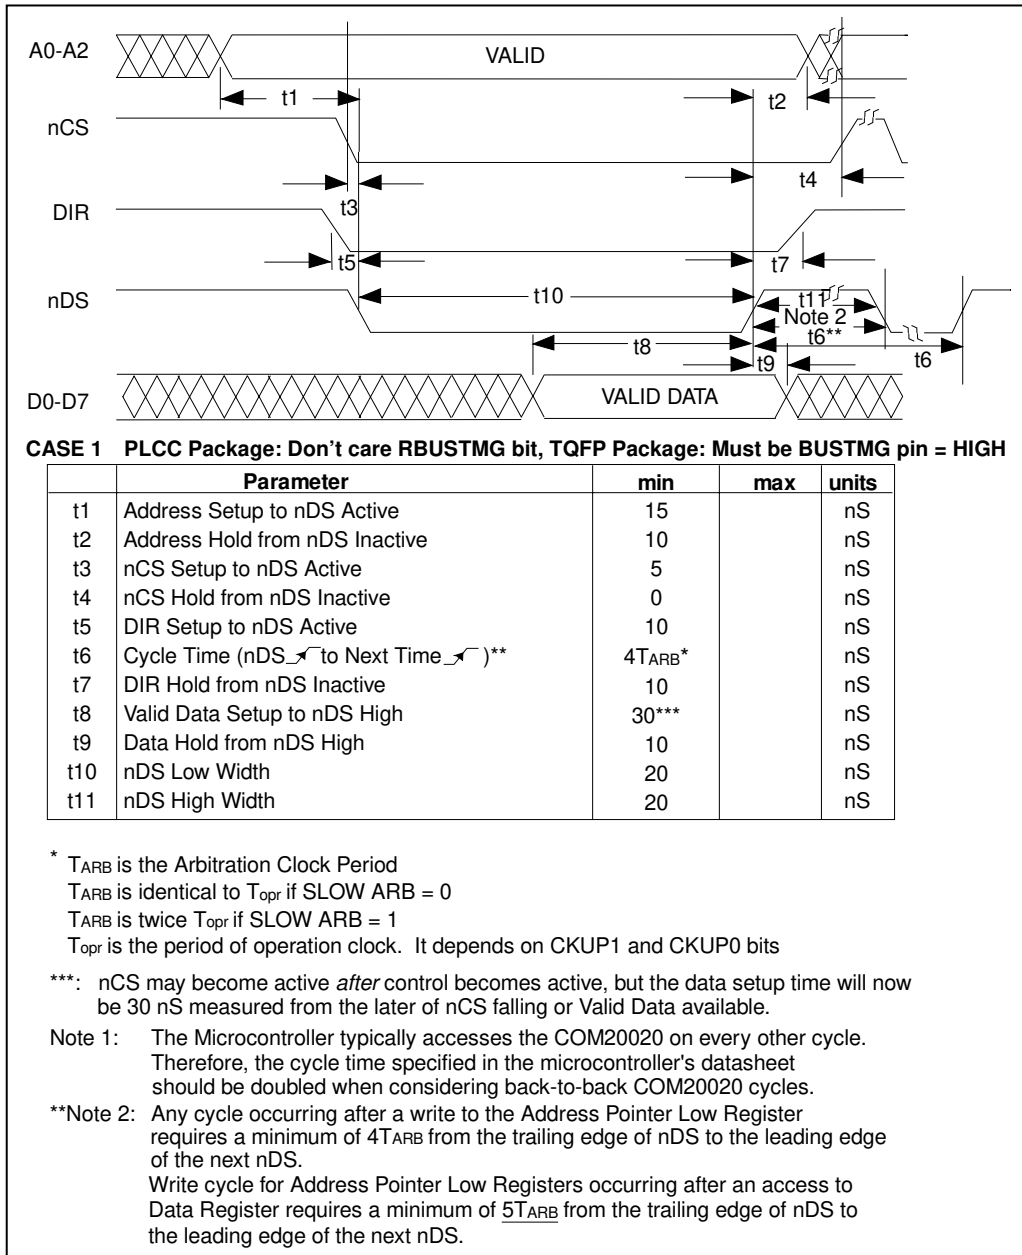 A0-A2 VALID
t1 t2
nCS
t3 t4
DIR
t5 t7
nDS t10 t11
Note 2
t8 t6** t6
t9
D0-D7 VALID DATA
CASE 1 PLCC Package: Don't care RBUSTMG bit, TQFP Package: Must be BUSTMG pin = HIGH
Parameter min max units
t1 Address Setup to nDS Active 15 nS
t2 Address Hold from nDS Inactive 10 nS
t3 nCS Setup to nDS Active 5 nS
t4 nCS Hold from nDS Inactive 0 nS
t5 DIR Setup to nDS Active 10 nS
t6 Cycle Time (nDS to Next Time )** 4TARB* nS
t7 DIR Hold from nDS Inactive 10 nS
t8 Valid Data Setup to nDS High 30*** nS
t9 Data Hold from nDS High 10 nS
t10 nDS Low Width 20 nS
t11 nDS High Width 20 nS
* TARB is the Arbitration Clock Period
TARB is identical to Topr if SLOW ARB = 0
TARB is twice Topr if SLOW ARB = 1
Topr is the period of operation clock. It depends on CKUP1 and CKUP0 bits
***: nCS may become active after control becomes active, but the data setup time will now
be 30 nS measured from the later of nCS falling or Valid Data available.
Note 1: The Microcontroller typically accesses the COM20020 on every other cycle.
Therefore, the cycle time specified in the microcontroller's datasheet
should be doubled when considering back-to-back COM20020 cycles.
**Note 2: Any cycle occurring after a write to the Address Pointer Low Register
requires a minimum of 4TARB from the trailing edge of nDS to the leading edge
of the next nDS.
Write cycle for Address Pointer Low Registers occurring after an access to
Data Register requires a minimum of 5TARB from the trailing edge of nDS to
the leading edge of the next nDS.